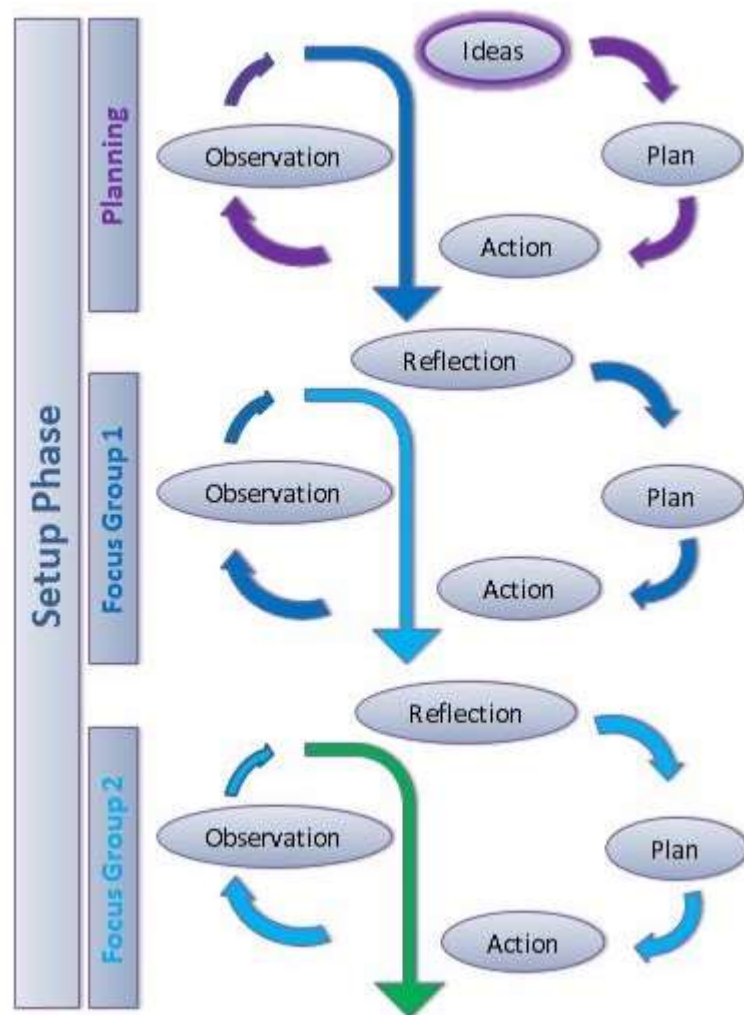 Setup Phase
Planning
Ideas
Observation
Plan
Action
Focus Group 1
Reflection
Observation
Plan
Action
Focus Group 2
Reflection
Observation
Plan
Action